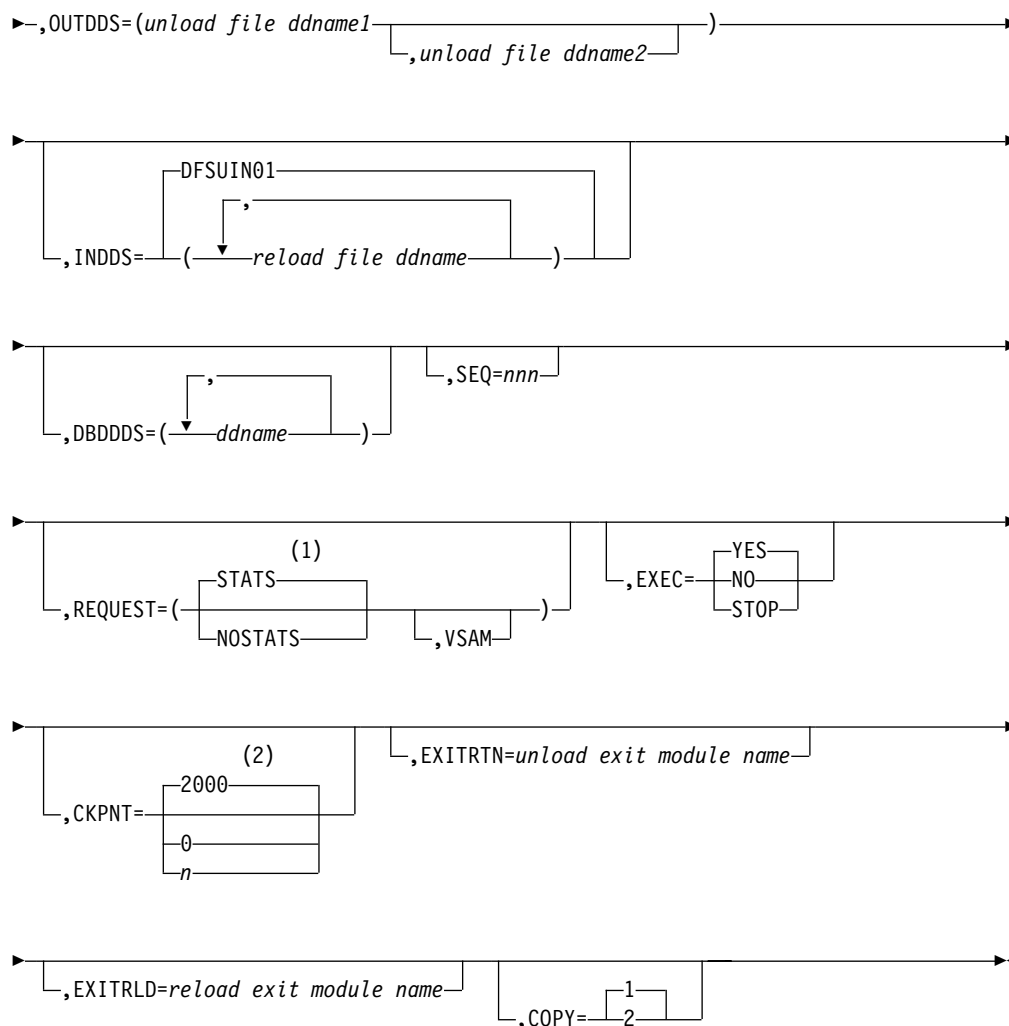 ,OUTDDS=(unload file ddname1 )
,unload file ddname2
DFSUIN01
,
,INDDS= ( reload file ddname )
,
,SEQ=nnn
,DBDDDS=( ddname )
(1)
STATS YES
,REQUEST=( ) ,EXEC= NO
NOSTATS ,VSAM STOP
(2)
2000 ,EXITRTN=unload exit module name
,CKPNT=
0
n
,EXITRLD=reload exit module name 1
,COPY= 2